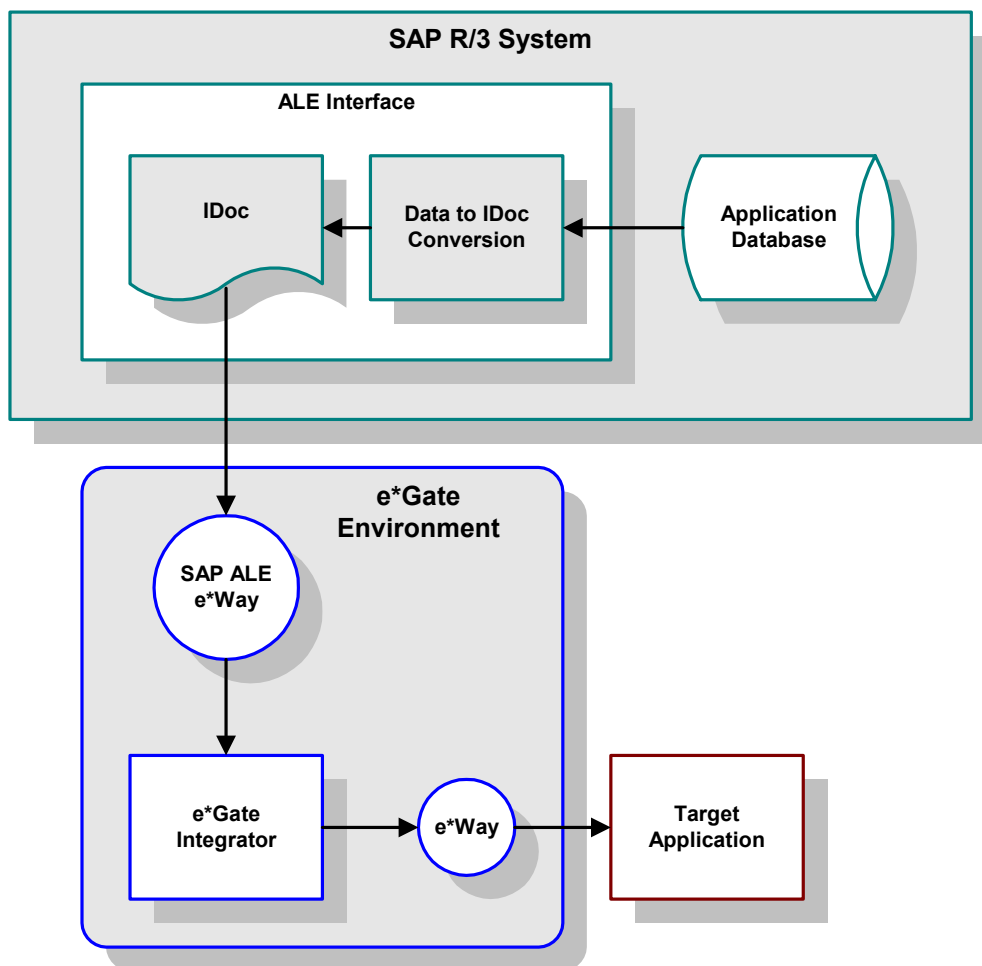 SAP R/3 System
ALE Interface
IDoc
Data to IDoc
Conversion
Application
Database
e*Gate
Environment
SAP ALE
e*Way
e*Gate
Integrator
e*Way
Target
Application